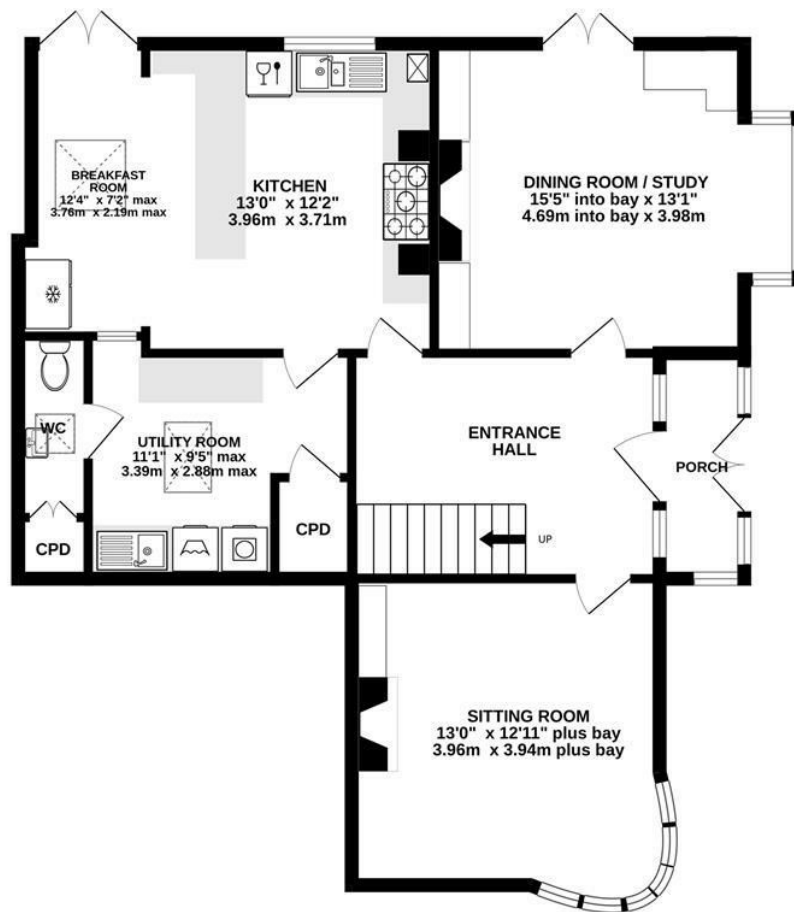 BREAKFAST
ROOM
12'4" x 7'2" max
3.76m x 2.19m max
KITCHEN
13'0" x 12'2"
3.96m x 3.71m
DINING ROOM / STUDY
15'5" into bay x 13'1"
4.69m into bay x 3.98m
WC
UTILITY ROOM
11'1" x 9'5" max
3.39m x 2.88m max
ENTRANCE
HALL
PORCH
CPD
CPD
UP
SITTING ROOM
13'0" x 12'11" plus bay
3.96m x 3.94m plus bay